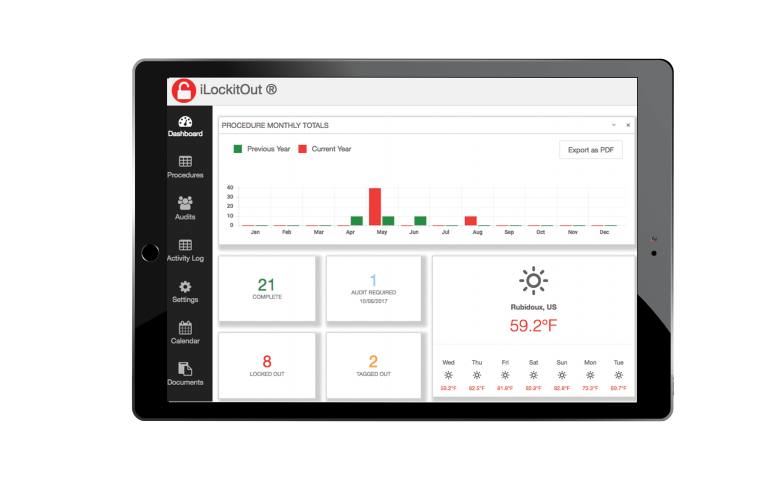 iLockitOut ®
Dashboard
Procedures
Audits
Activity Log
Settings
Calendar
Documents
PROCEDURE MONTHLY TOTALS
Previous Year Current Year
Export as PDF
40
30
20
10
0
Jan Feb Mar Apr May Jun Jul Aug Sep Oct Nov Dec
21
COMPLETE
1
AUDIT REQUIRED
10/06/2017
8
LOCKED OUT
2
TAGGED OUT
Rubidoux, US
59.2°F
Wed Thu Fri Sat Sun Mon Tue
59.2°F 82.5°F 81.6°F 82.9°F 92.8°F 73.3°F 69.7°F